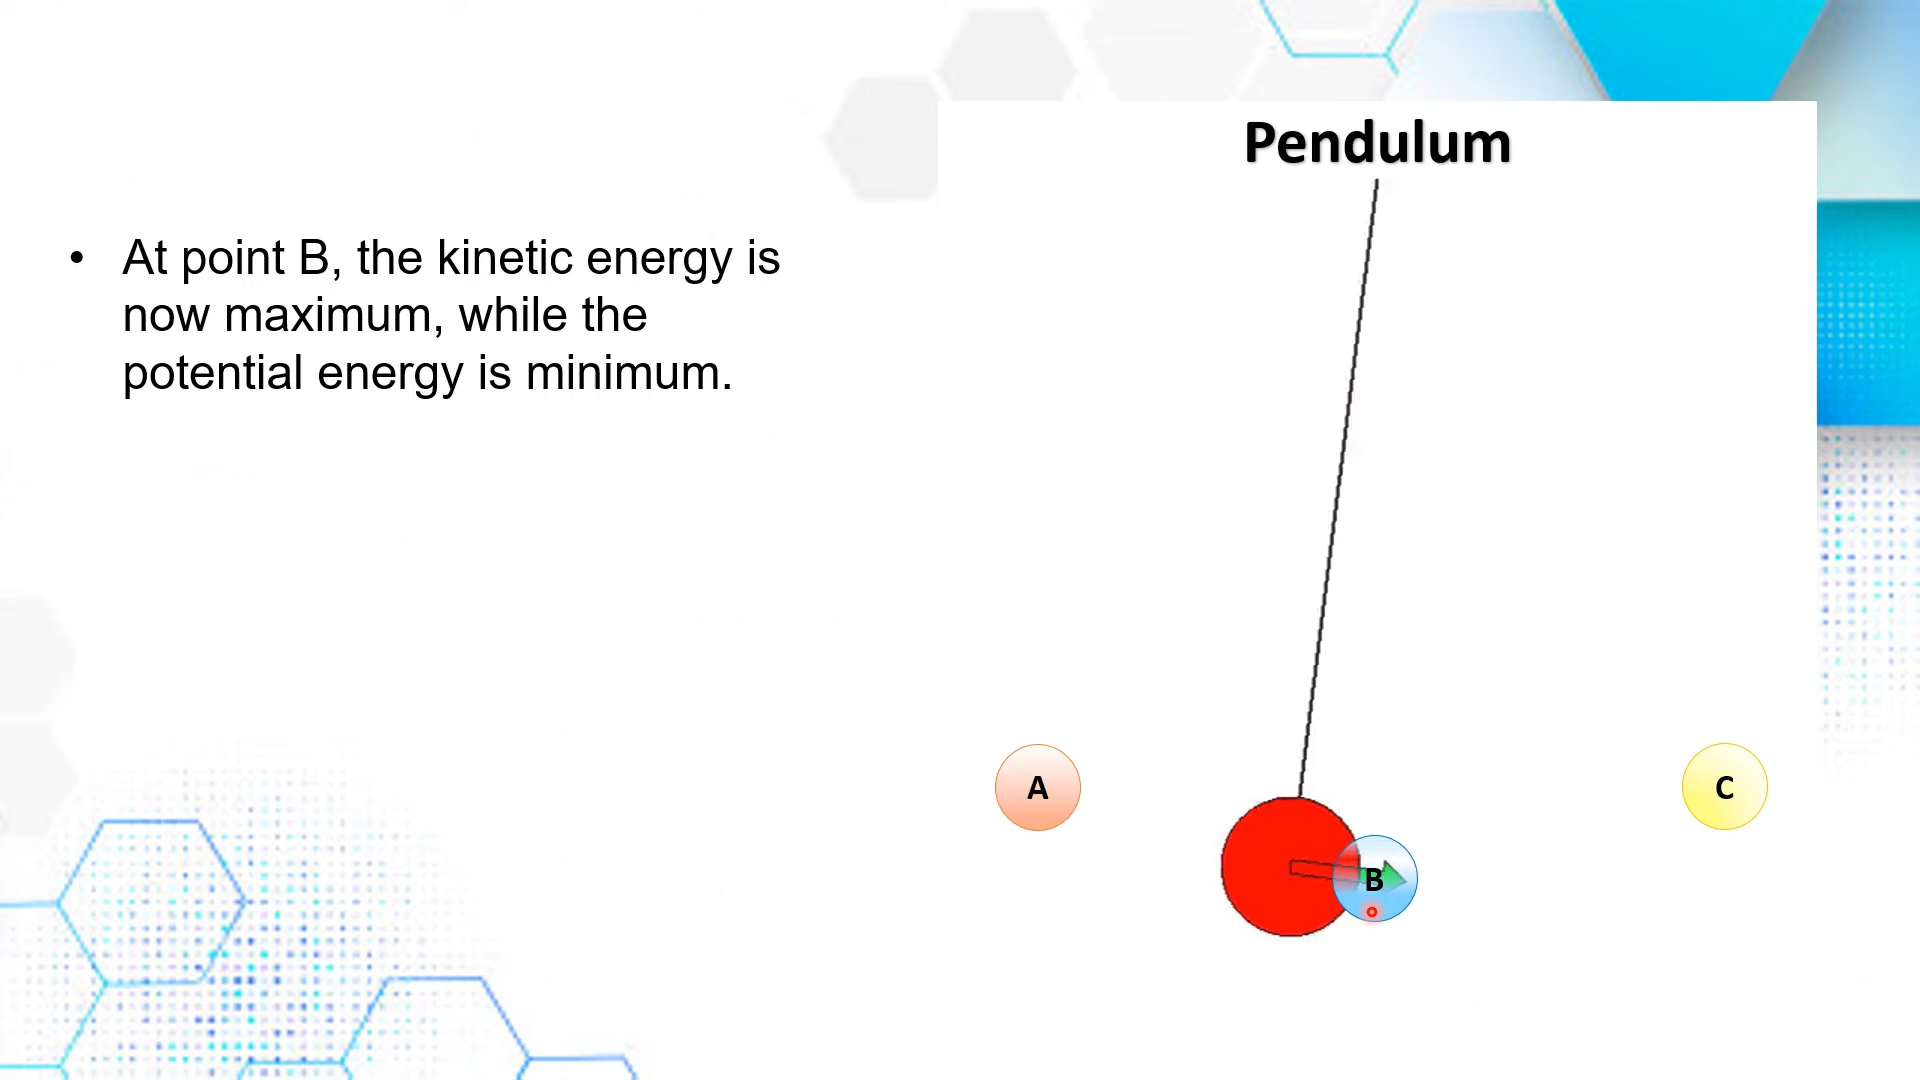 Pendulum
• At point B, the kinetic energy is
now maximum, while the
potential energy is minimum.
A
B
C